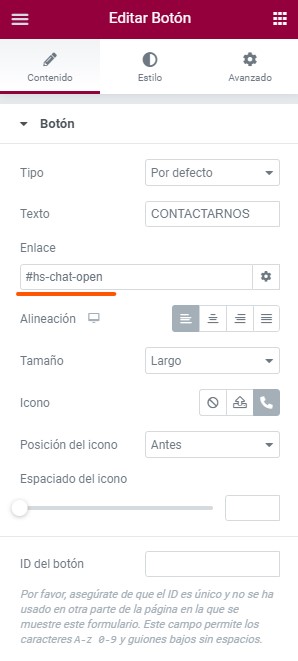 Editar Botón
Contenido
Estilo
Avanzado
Botón
Tipo
Por defecto
Texto
CONTACTARNOS
Enlace
#hs-chat-open
Alineación
Tamaño
Largo
Icono
Posición del icono
Antes
Espaciado del icono
ID del botón
Por favor, asegúrate de que el ID es único y no se ha
usado en otra parte de la página en la que se
muestre este formulario. Este campo permite los
caracteres A-z 0-9 y guiones bajos sin espacios.